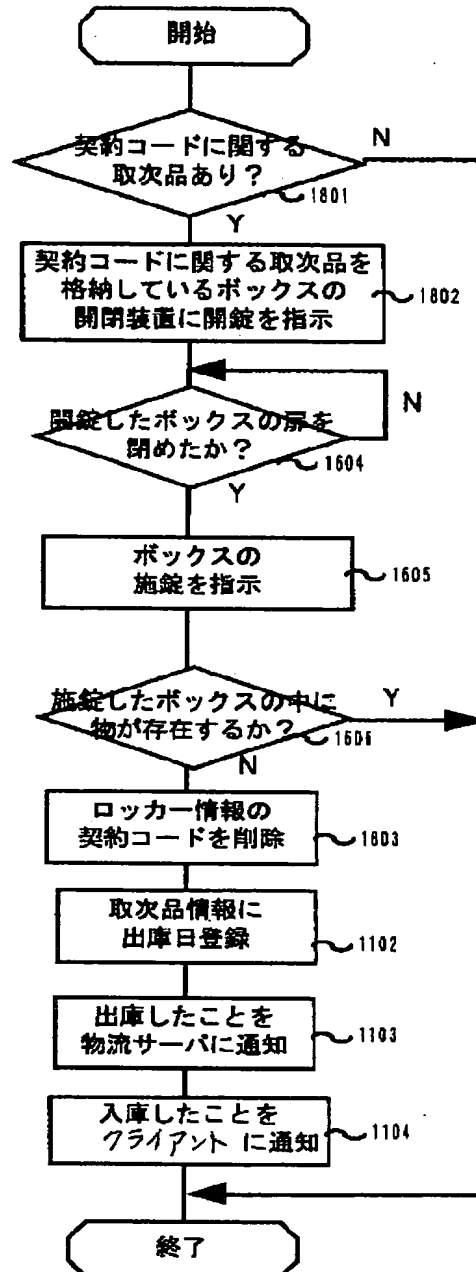 開始
契約コードに関する
取次品あり？
N
1801
Y
契約コードに関する取次品を
格納しているボックスの
開閉装置に開錠を指示
1802
開錠したボックスの扉を
閉めたか？
N
1604
Y
ボックスの
施錠を指示
1605
施錠したボックスの中に
物が存在するか？
Y
1606
N
ロッカー情報の
契約コードを削除
1803
取次品情報に
出庫日登録
1102
出庫したことを
物流サーバに通知
1103
入庫したことを
クライアントに通知
1104
終了